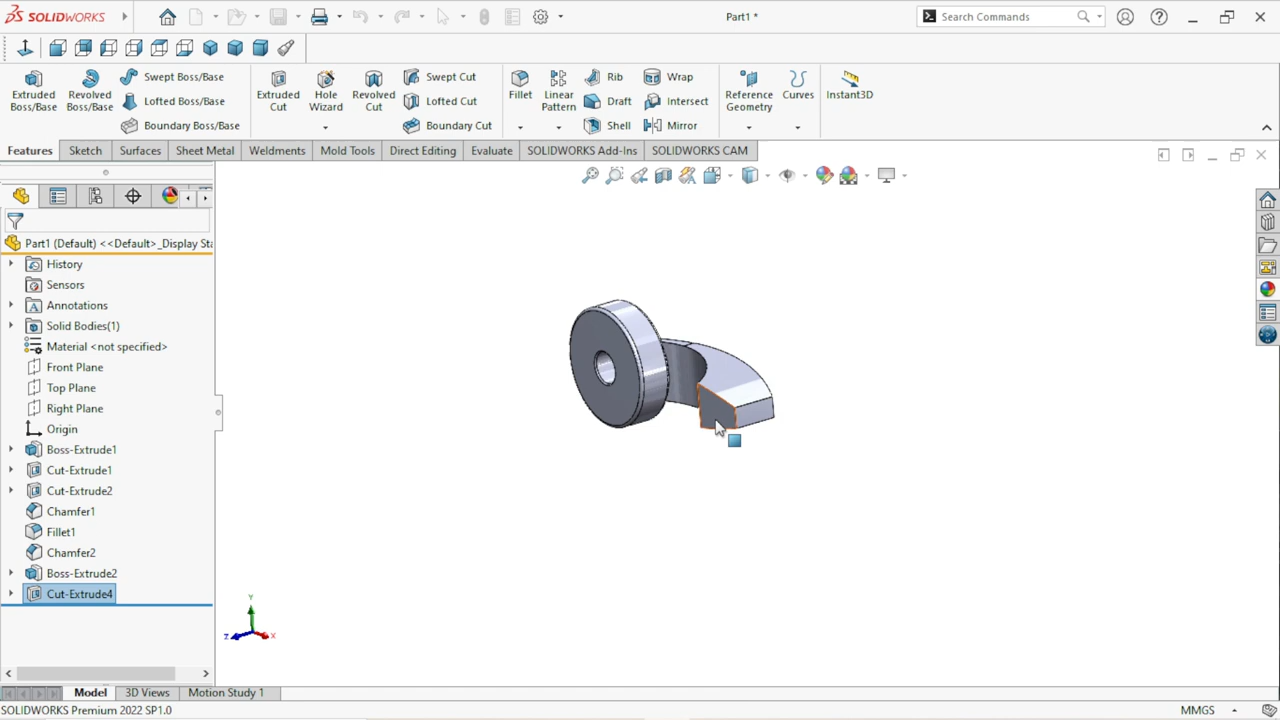 SOLIDWORKS
Part1 *
Search Commands
Extruded Boss/Base
Revolved Boss/Base
Swept Boss/Base
Lofted Boss/Base
Boundary Boss/Base
Extruded Cut
Hole Wizard
Revolved Cut
Swept Cut
Lofted Cut
Boundary Cut
Fillet
Linear Pattern
Rib
Draft
Shell
Wrap
Intersect
Mirror
Reference Geometry
Curves
Instant3D
Features
Sketch
Surfaces
Sheet Metal
Weldments
Mold Tools
Direct Editing
Evaluate
SOLIDWORKS Add-Ins
SOLIDWORKS CAM
Part1 (Default) <<Default>_Display Sta
History
Sensors
Annotations
Solid Bodies(1)
Material <not specified>
Front Plane
Top Plane
Right Plane
Origin
Boss-Extrude1
Cut-Extrude1
Cut-Extrude2
Chamfer1
Fillet1
Chamfer2
Boss-Extrude2
Cut-Extrude4
Y
Z
X
Model
3D Views
Motion Study 1
SOLIDWORKS Premium 2022 SP1.0
MMGS